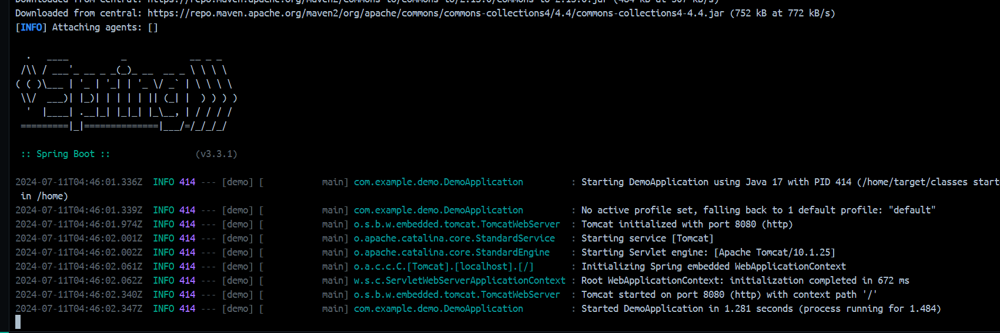 Downloaded from central: https://repo.maven.apache.org/maven2/org/apache/commons/commons-collections4/4.4/commons-collections4-4.4.jar (752 kB at 772 kB/s)
[INFO] Attaching agents: []
  .   ____          _            __ _ _
 /\\ / ___'_ __ _ _(_)_ __  __ _ \ \ \ \
( ( )\___ | '_ | '_| | '_ \/ _` | \ \ \ \
 \\/  ___)| |_)| | | | | || (_| |  ) ) ) )
  '  |____| .__|_| |_|_| |_\__, | / / / /
 =========|_|==============|___/=/_/_/_/
 :: Spring Boot ::                (v3.3.1)
2024-07-11T04:46:01.336Z  INFO 414 --- [demo] [           main] com.example.demo.DemoApplication         : Starting DemoApplication using Java 17 with PID 414 (/home/target/classes start
 in /home)
2024-07-11T04:46:01.339Z  INFO 414 --- [demo] [           main] com.example.demo.DemoApplication         : No active profile set, falling back to 1 default profile: "default"
2024-07-11T04:46:01.974Z  INFO 414 --- [demo] [           main] o.s.b.w.embedded.tomcat.TomcatWebServer  : Tomcat initialized with port 8080 (http)
2024-07-11T04:46:02.001Z  INFO 414 --- [demo] [           main] o.apache.catalina.core.StandardService   : Starting service [Tomcat]
2024-07-11T04:46:02.002Z  INFO 414 --- [demo] [           main] o.apache.catalina.core.StandardEngine    : Starting Servlet engine: [Apache Tomcat/10.1.25]
2024-07-11T04:46:02.061Z  INFO 414 --- [demo] [           main] o.a.c.c.C.[Tomcat].[localhost].[/]       : Initializing Spring embedded WebApplicationContext
2024-07-11T04:46:02.062Z  INFO 414 --- [demo] [           main] w.s.c.ServletWebServerApplicationContext : Root WebApplicationContext: initialization completed in 672 ms
2024-07-11T04:46:02.340Z  INFO 414 --- [demo] [           main] o.s.b.w.embedded.tomcat.TomcatWebServer  : Tomcat started on port 8080 (http) with context path '/'
2024-07-11T04:46:02.347Z  INFO 414 --- [demo] [           main] com.example.demo.DemoApplication         : Started DemoApplication in 1.281 seconds (process running for 1.484)